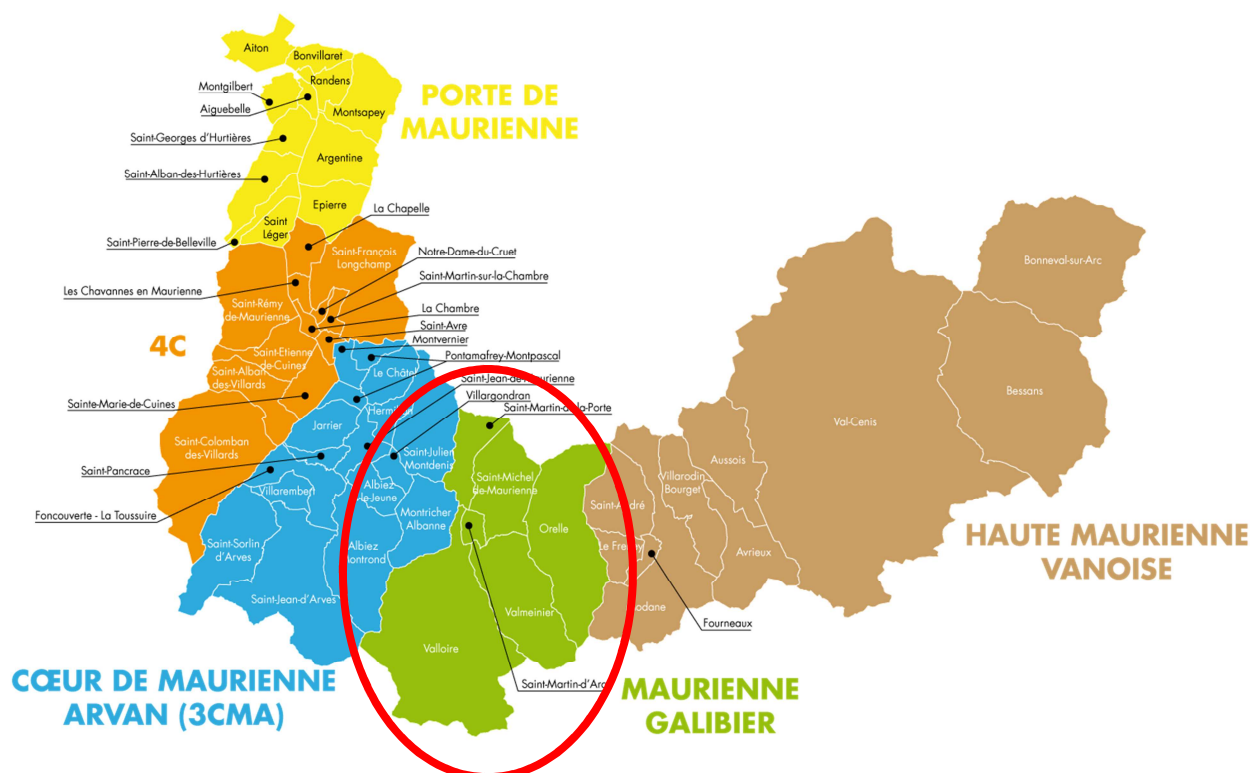 Aiton
Bonvillaret
Randens
Montgilbert
Aiguebelle
Montsapey
PORTE DE
MAURIENNE
Saint-Georges d'Hurtières
Argentine
Saint-Alban-des-Hurtières
Epierre
La Chapelle
Saint
Léger
Saint-Pierre-de-Belleville
Notre-Dame-du-Cruet
Saint-François
Longchamp
Saint-Martin-sur-la-Chambre
Les Chavannes en Maurienne
Saint-Rémy
de-Maurienne
La Chambre
Saint-Avre
Montvernier
4C
Saint-Etienne
de-Cuines
Pontamafrey-Montpascal
Saint-Alban
des-Villards
Le Châtel
Saint-Jean-de-Maurienne
Villargondran
Sainte-Marie-de-Cuines
Hermillon
Saint-Martin-de-la-Porte
Jarrier
Saint-Colomban
des-Villards
Saint-Julien
Montdenis
Saint-Pancrace
Villarembert
Albiez
-le-Jeune
Saint-Michel
de-Maurienne
Foncouverte - La Toussuire
Montricher
Albanne
Orelle
Saint-Sorlin
d'Arves
Albiez
Montrond
Saint-Jean-d'Arves
Valmeinier
Valloire
Saint-Martin-d'Arc
CŒUR DE MAURIENNE
ARVAN (3CMA)
MAURIENNE
GALIBIER
Bonneval-sur-Arc
Bessans
Val-Cenis
Aussois
Villarodin
Bourget
Saint-André
Le Freney
Avrieux
Modane
Fourneaux
HAUTE MAURIENNE
VANOISE